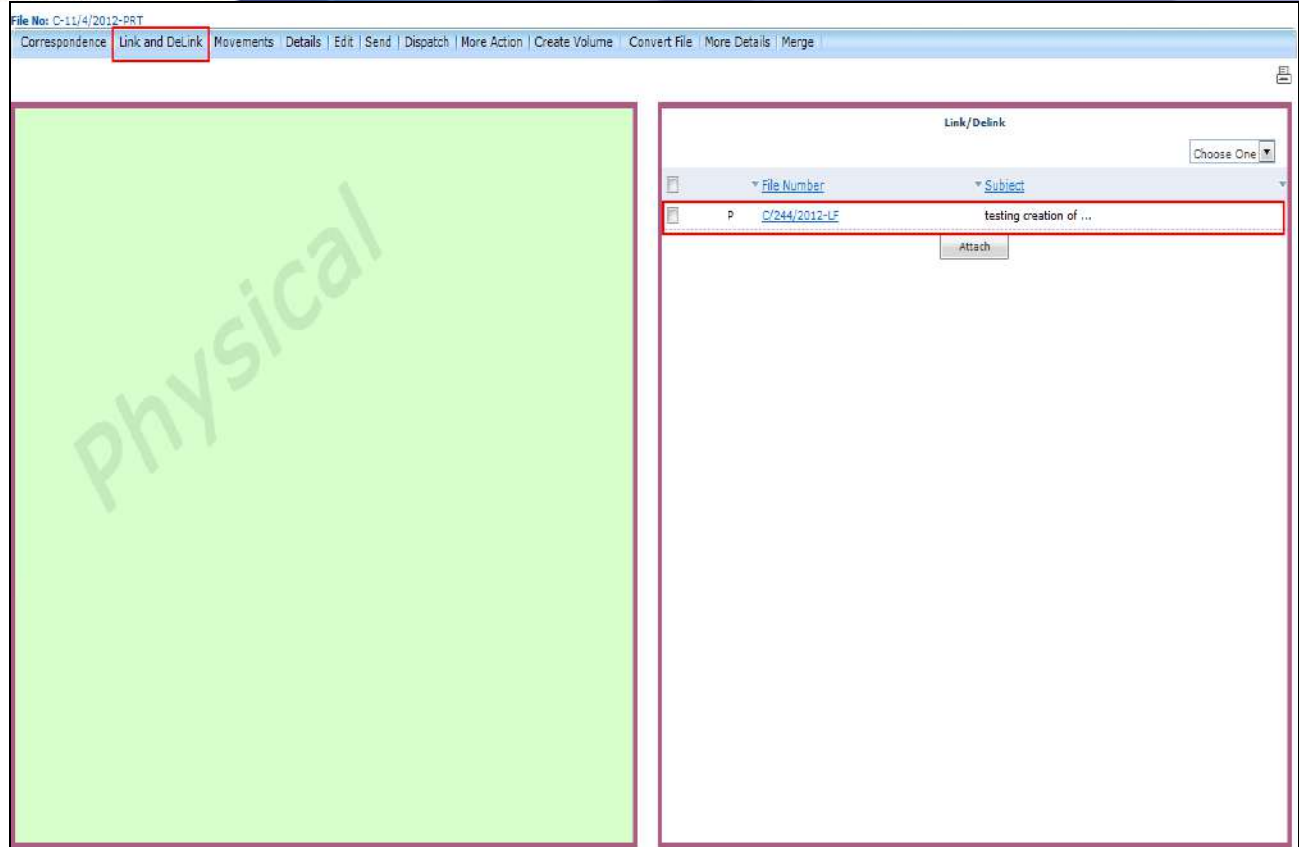 File No: C-11/4/2012-PRT
Correspondence | Link and DeLink | Movements | Details | Edit | Send | Dispatch | More Action | Create Volume | Convert File | More Details | Merge
Physical
Link/Delink
Choose One
File Number Subject
P C/244/2012-LF testing creation of ...
Attach